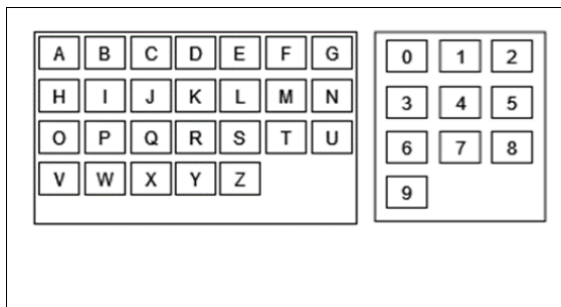 A B C D E F G
H I J K L M N
O P Q R S T U
V W X Y Z
0 1 2
3 4 5
6 7 8
9